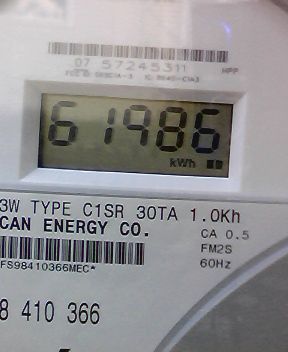 07 57245311
HPP
61986
kWh
3W TYPE C1SR 30TA 1.0Kh
CAN ENERGY CO.
CA 0.5
FM2S
FS98410366MEC*
60Hz
8 410 366